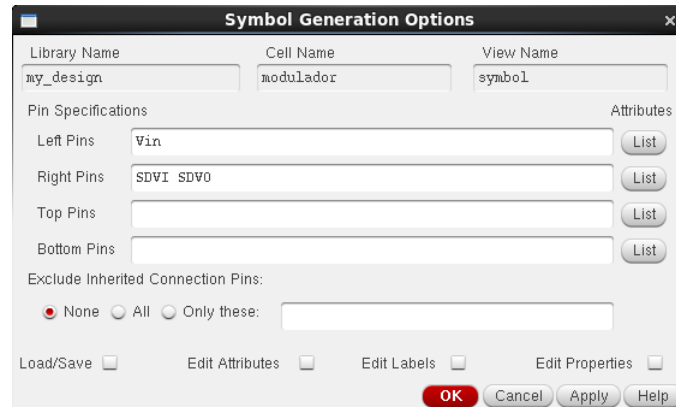 Symbol Generation Options
Library Name Cell Name View Name
my_design modulador symbol
Pin Specifications Attributes
Left Pins Vin List
Right Pins SDVI SDVO List
Top Pins List
Bottom Pins List
Exclude Inherited Connection Pins:
None All Only these:
Load/Save Edit Attributes Edit Labels Edit Properties
OK Cancel Apply Help